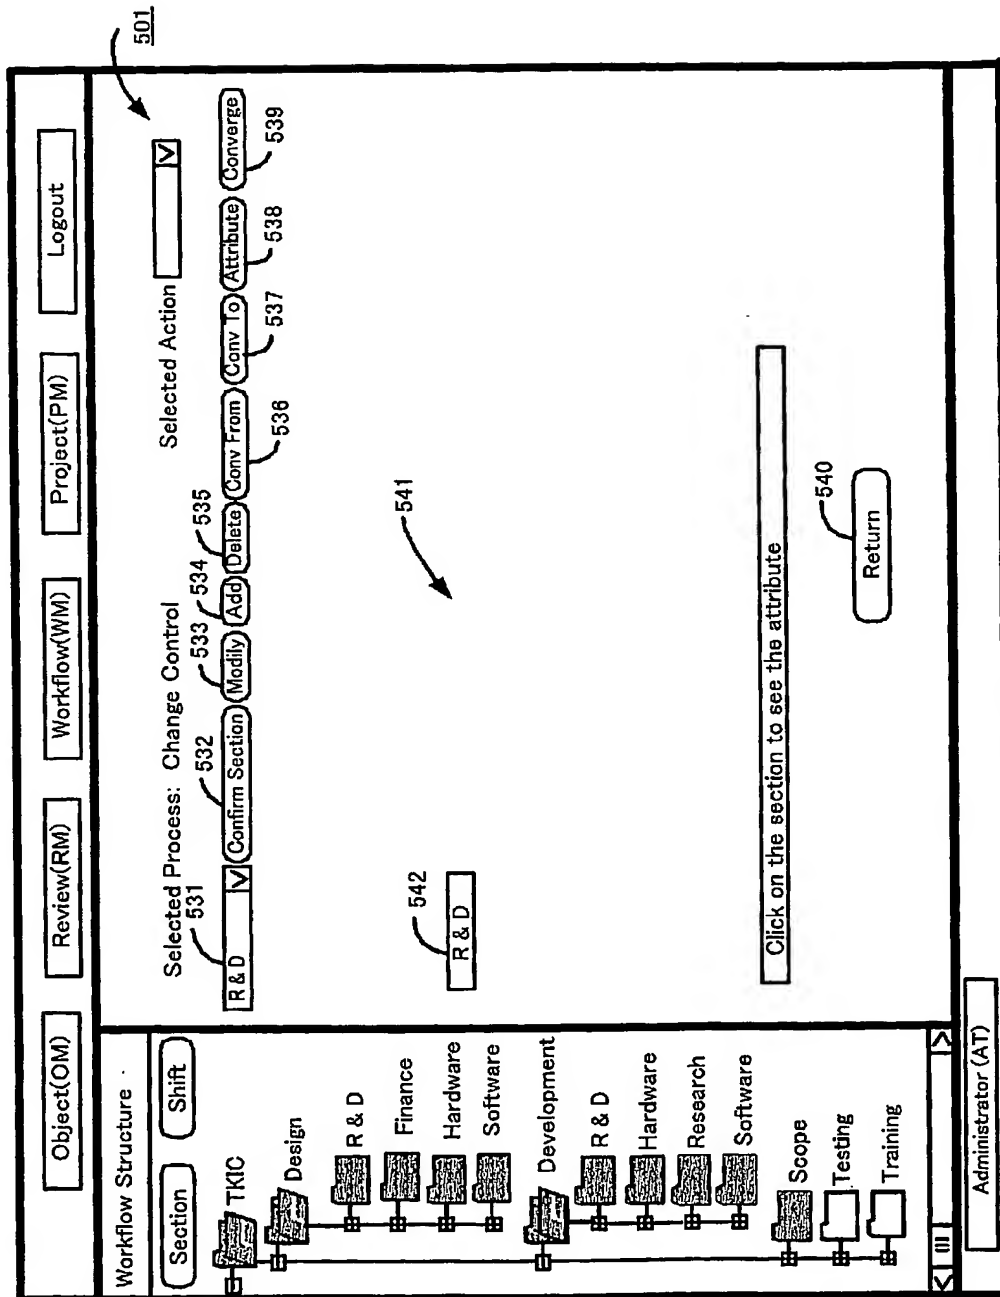 501
Object(OM) Review(RM) Workflow(WM) Project(PM) Logout
Workflow Structure
Section Shift
TKIC
Design
R & D
Finance
Hardware
Software
Development
R & D
Hardware
Research
Software
Scope
Testing
Training
Selected Process: Change Control Selected Action
531 532 533 534 535
R & D Confirm Section Modify Add Delete Conv From Conv To Attribute Converge
536 537 538 539
542 541
R & D
Click on the section to see the attribute
540
Return
Administrator (AT)